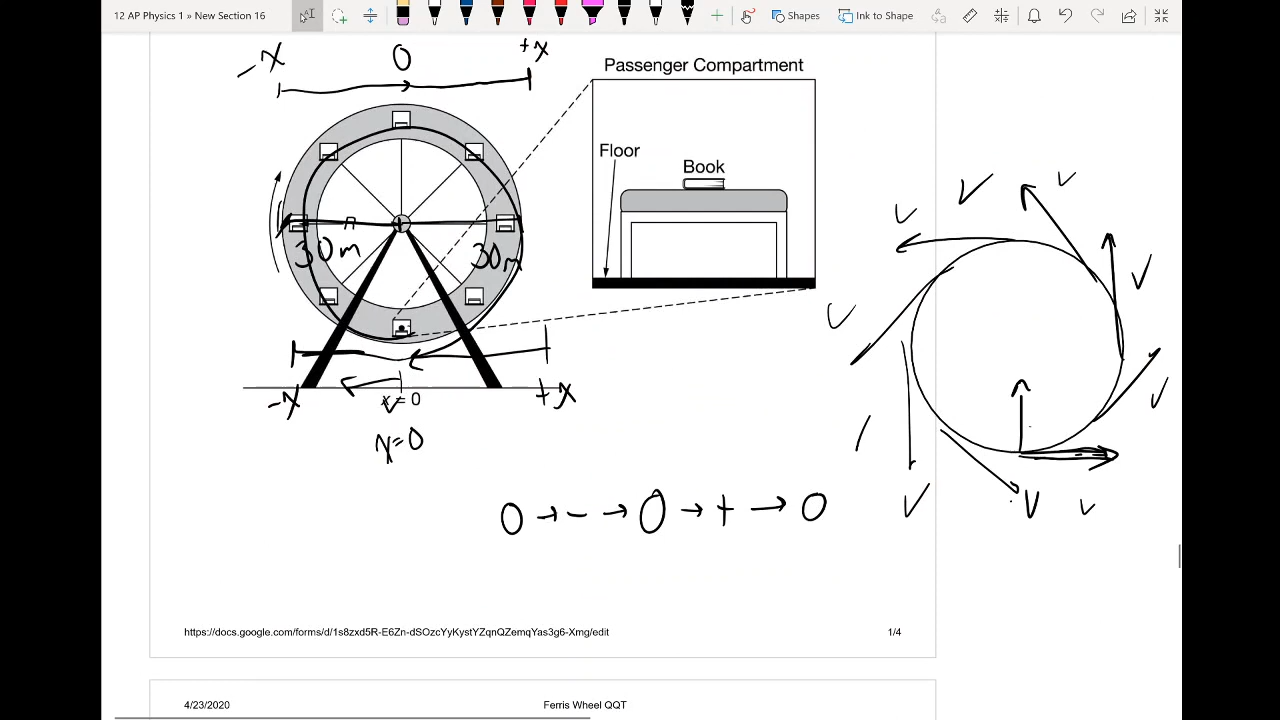 12 AP Physics 1 » New Section 16
Shapes
Ink to Shape
-X 0 +X
Passenger Compartment
Floor
Book
30m 30m
-X x = 0 +X
V
x=0
V V V V V V V V
0 → - → 0 → + → 0
https://docs.google.com/forms/d/1s8zxd5R-E6Zn-dSOzcYyKystYZqnQZemqYas3g6-Xmg/edit 1/4
4/23/2020 Ferris Wheel QQT